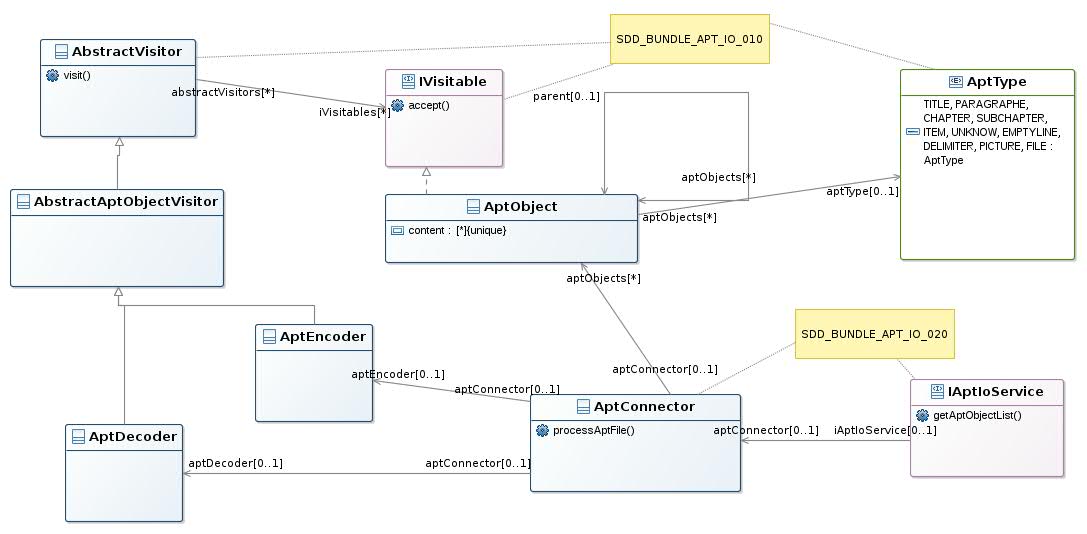 SDD_BUNDLE_APT_IO_010
AbstractVisitor
visit()
abstractVisitors[*]
iVisitables[*]
IVisitable
accept()
parent[0..1]
AptType
TITLE, PARAGRAPHE,
CHAPTER, SUBCHAPTER,
ITEM, UNKNOW, EMPTYLINE,
DELIMITER, PICTURE, FILE :
AptType
aptObjects[*]
aptType[0..1]
AbstractAptObjectVisitor
AptObject
content : [*]{unique}
aptObjects[*]
aptObjects[*]
SDD_BUNDLE_APT_IO_020
AptEncoder
aptEncoder[0..1]
aptConnector[0..1]
aptConnector[0..1]
IAptIoService
getAptObjectList()
AptConnector
processAptFile()
aptConnector[0..1]
iAptIoService[0..1]
AptDecoder
aptDecoder[0..1]
aptConnector[0..1]